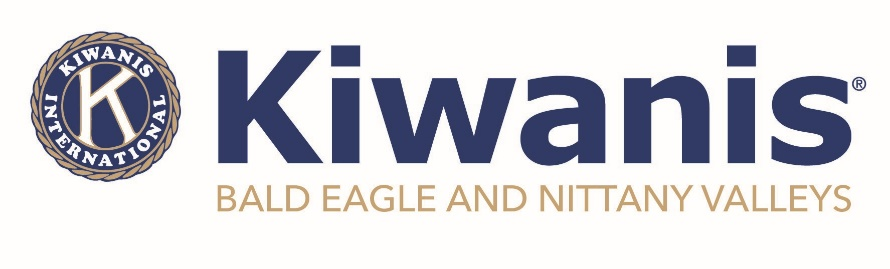 KIWANIS
K
INTERNATIONAL
Kiwanis®
BALD EAGLE AND NITTANY VALLEYS